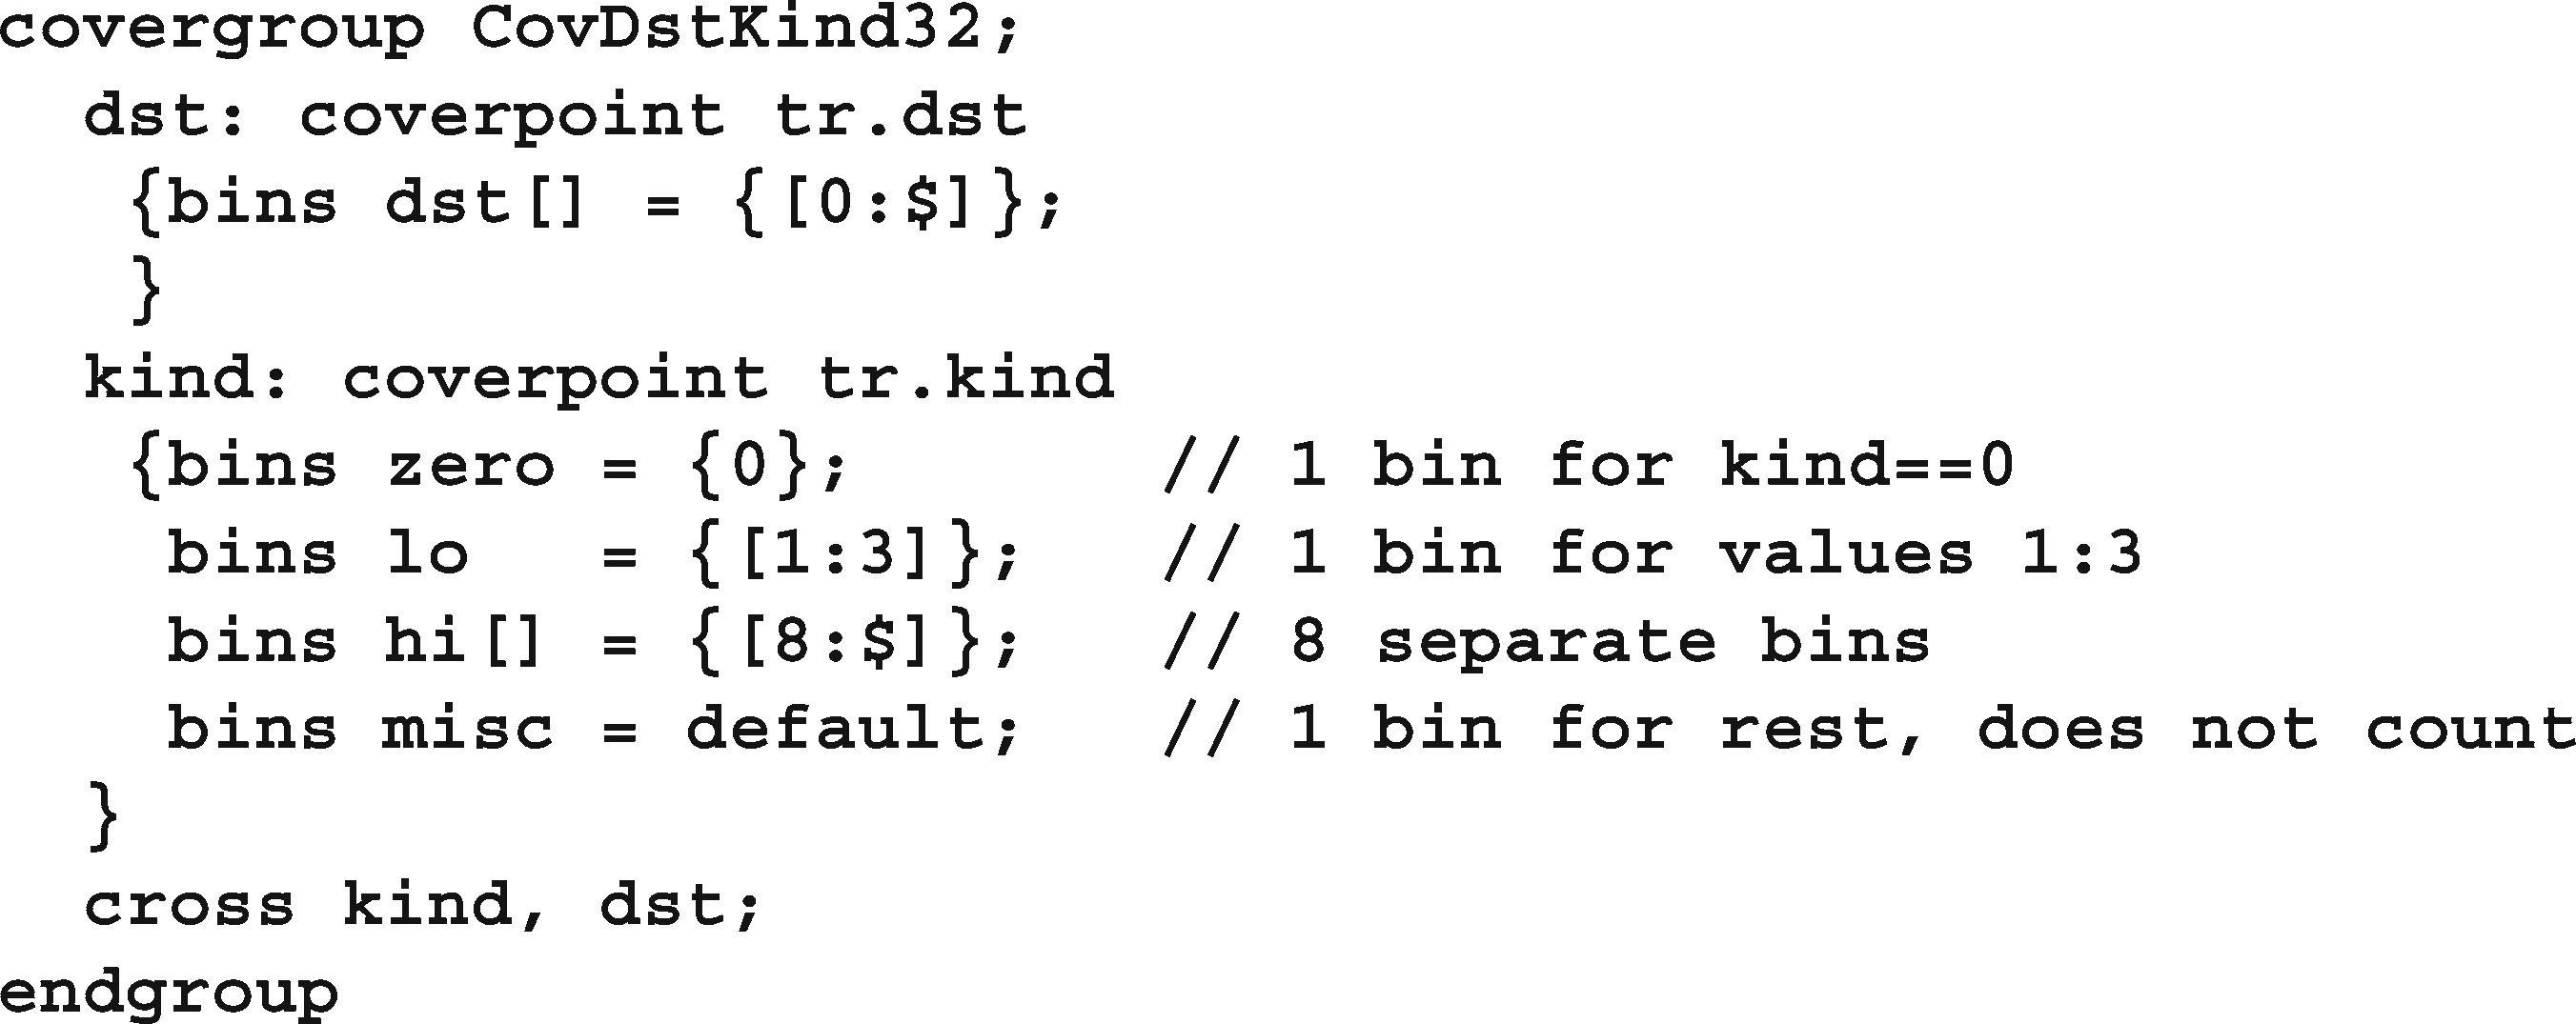 covergroup CovDstKind32;
  dst: coverpoint tr.dst
   {bins dst[] = {[0:$]};
   }
  kind: coverpoint tr.kind
   {bins zero = {0};       // 1 bin for kind==0
    bins lo   = {[1:3]};   // 1 bin for values 1:3
    bins hi[] = {[8:$]};   // 8 separate bins
    bins misc = default;   // 1 bin for rest, does not count
  }
  cross kind, dst;
endgroup